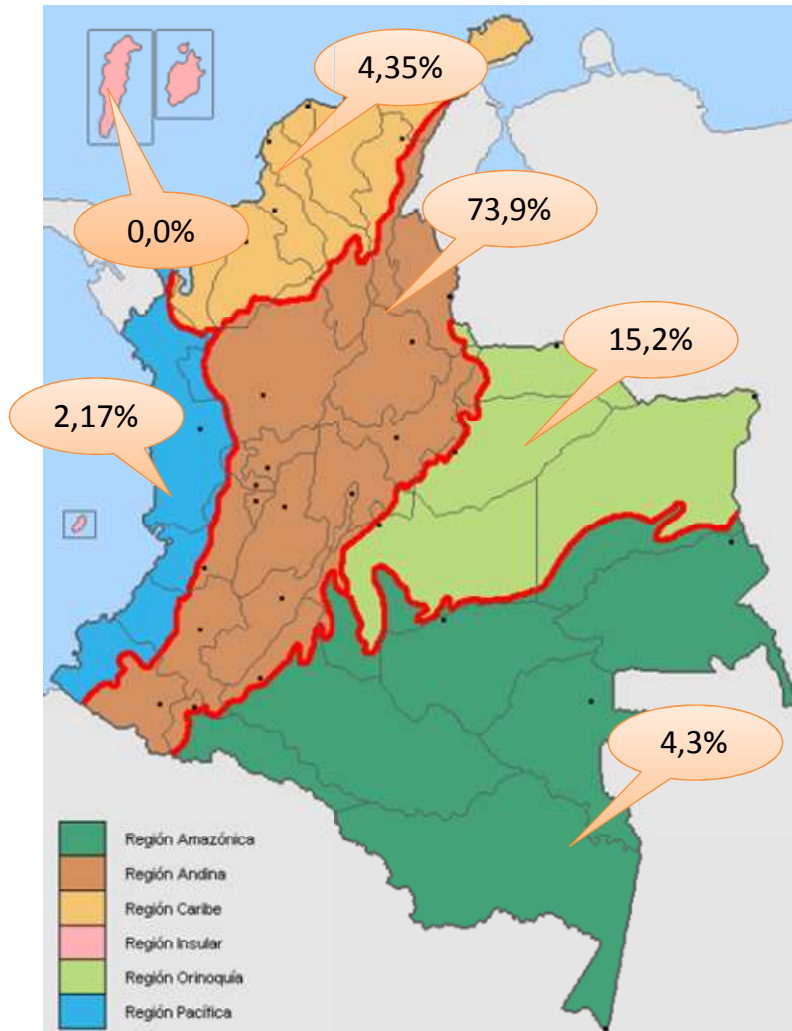 4,35%
73,9%
0,0%
15,2%
2,17%
4,3%
Región Amazónica
Región Andina
Región Caribe
Región Insular
Región Orinoquía
Región Pacífica